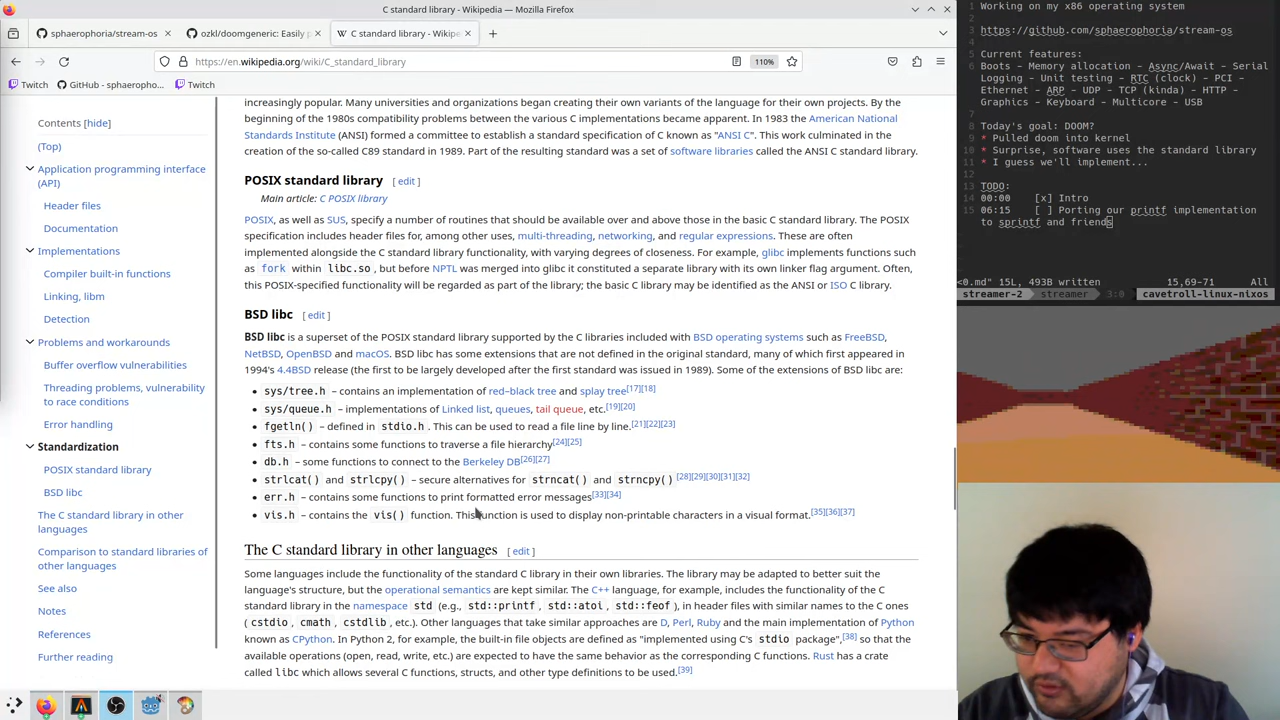 C standard library - Wikipedia — Mozilla Firefox
sphaerophoria/stream-os
ozkl/doomgeneric: Easily p
C standard library - Wikipe
https://en.wikipedia.org/wiki/C_standard_library
110%
Twitch
GitHub - sphaeropho...
Twitch
Contents [hide]
(Top)
Application programming interface
(API)
Header files
Documentation
Implementations
Compiler built-in functions
Linking, libm
Detection
Problems and workarounds
Buffer overflow vulnerabilities
Threading problems, vulnerability
to race conditions
Error handling
Standardization
POSIX standard library
BSD libc
The C standard library in other
languages
Comparison to standard libraries of
other languages
See also
Notes
References
Further reading
increasingly popular. Many universities and organizations began creating their own variants of the language for their own projects. By the
beginning of the 1980s compatibility problems between the various C implementations became apparent. In 1983 the American National
Standards Institute (ANSI) formed a committee to establish a standard specification of C known as "ANSI C". This work culminated in the
creation of the so-called C89 standard in 1989. Part of the resulting standard was a set of software libraries called the ANSI C standard library.
POSIX standard library [ edit ]
Main article: C POSIX library
POSIX, as well as SUS, specify a number of routines that should be available over and above those in the basic C standard library. The POSIX
specification includes header files for, among other uses, multi-threading, networking, and regular expressions. These are often
implemented alongside the C standard library functionality, with varying degrees of closeness. For example, glibc implements functions such
as fork within libc.so, but before NPTL was merged into glibc it constituted a separate library with its own linker flag argument. Often,
this POSIX-specified functionality will be regarded as part of the library; the basic C library may be identified as the ANSI or ISO C library.
BSD libc [ edit ]
BSD libc is a superset of the POSIX standard library supported by the C libraries included with BSD operating systems such as FreeBSD,
NetBSD, OpenBSD and macOS. BSD libc has some extensions that are not defined in the original standard, many of which first appeared in
1994's 4.4BSD release (the first to be largely developed after the first standard was issued in 1989). Some of the extensions of BSD libc are:
• sys/tree.h – contains an implementation of red–black tree and splay tree[17][18]
• sys/queue.h – implementations of Linked list, queues, tail queue, etc.[19][20]
• fgetln() – defined in stdio.h. This can be used to read a file line by line.[21][22][23]
• fts.h – contains some functions to traverse a file hierarchy[24][25]
• db.h – some functions to connect to the Berkeley DB[26][27]
• strlcat() and strlcpy() – secure alternatives for strncat() and strncpy()[28][29][30][31][32]
• err.h – contains some functions to print formatted error messages[33][34]
• vis.h – contains the vis() function. This function is used to display non-printable characters in a visual format.[35][36][37]
The C standard library in other languages [ edit ]
Some languages include the functionality of the standard C library in their own libraries. The library may be adapted to better suit the
language's structure, but the operational semantics are kept similar. The C++ language, for example, includes the functionality of the C
standard library in the namespace std (e.g., std::printf, std::atoi, std::feof), in header files with similar names to the C ones
(cstdio, cmath, cstdlib, etc.). Other languages that take similar approaches are D, Perl, Ruby and the main implementation of Python
known as CPython. In Python 2, for example, the built-in file objects are defined as "implemented using C's stdio package",[38] so that the
available operations (open, read, write, etc.) are expected to have the same behavior as the corresponding C functions. Rust has a crate
called libc which allows several C functions, structs, and other type definitions to be used.[39]
1 Working on my x86 operating system
2
3 https://github.com/sphaerophoria/stream-os
4
5 Current features:
6 Boots - Memory allocation - Async/Await - Serial
Logging - Unit testing - RTC (clock) - PCI -
Ethernet - ARP - UDP - TCP (kinda) - HTTP -
Graphics - Keyboard - Multicore - USB
7
8 Today's goal: DOOM?
9 * Pulled doom into kernel
10 * Surprise, software uses the standard library
11 * I guess we'll implement...
12
13 TODO:
14 00:00 [x] Intro
15 06:15 [ ] Porting our printf implementation
to sprintf and friends
<0.md" 15L, 493B written 15,69-71 All
streamer-2 streamer 3:0 cavetroll-linux-nixos